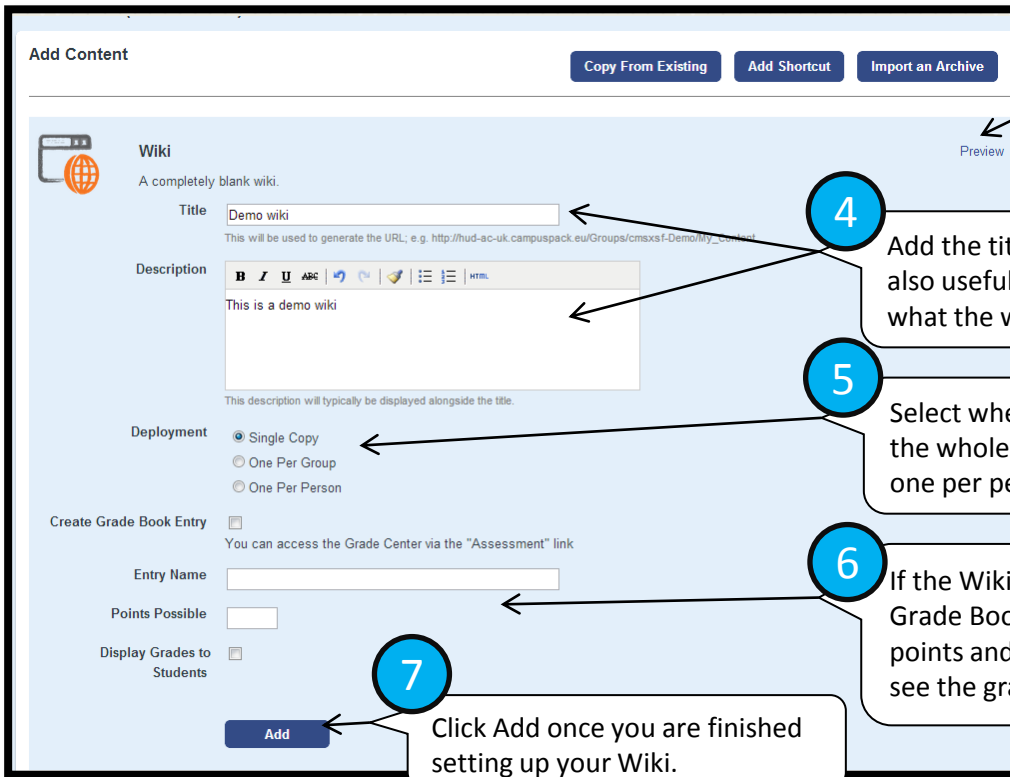 Add Content
Copy From Existing Add Shortcut Import an Archive
Wiki
Preview
A completely blank wiki.
Title Demo wiki
This will be used to generate the URL; e.g. http://hud-ac-uk.campuspack.eu/Groups/cmsxsf-Demo/My_Content
4
Add the tit
also useful
what the w
Description B I U ABC HTML
This is a demo wiki
This description will typically be displayed alongside the title.
5
Select whe
the whole
one per pe
Deployment Single Copy
One Per Group
One Per Person
Create Grade Book Entry
You can access the Grade Center via the "Assessment" link
Entry Name
Points Possible
Display Grades to
Students
6
If the Wiki
Grade Boo
points and
see the gra
Add
7
Click Add once you are finished
setting up your Wiki.